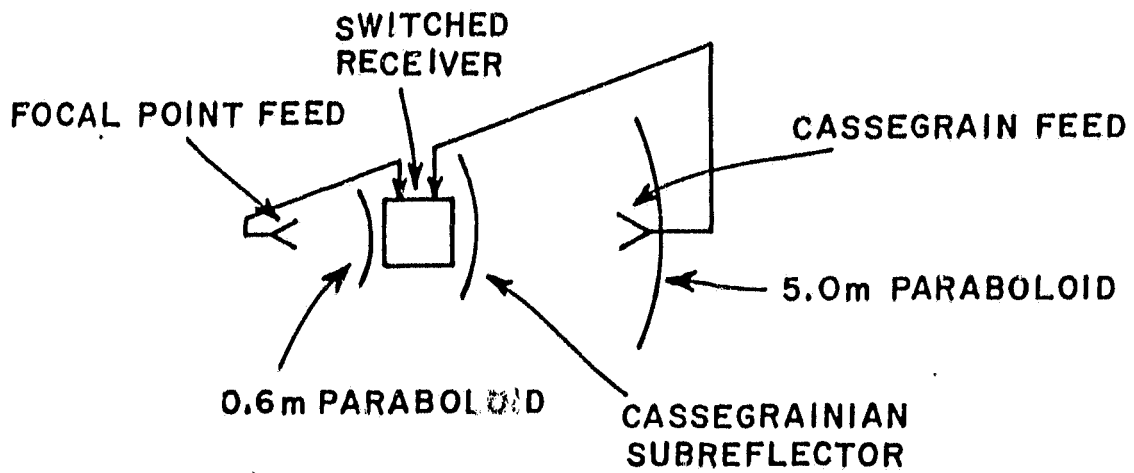 SWITCHED
RECEIVER
FOCAL POINT FEED
CASSEGRAIN FEED
5.0m PARABOLOID
0.6m PARABOLOID
CASSEGRAINIAN
SUBREFLECTOR